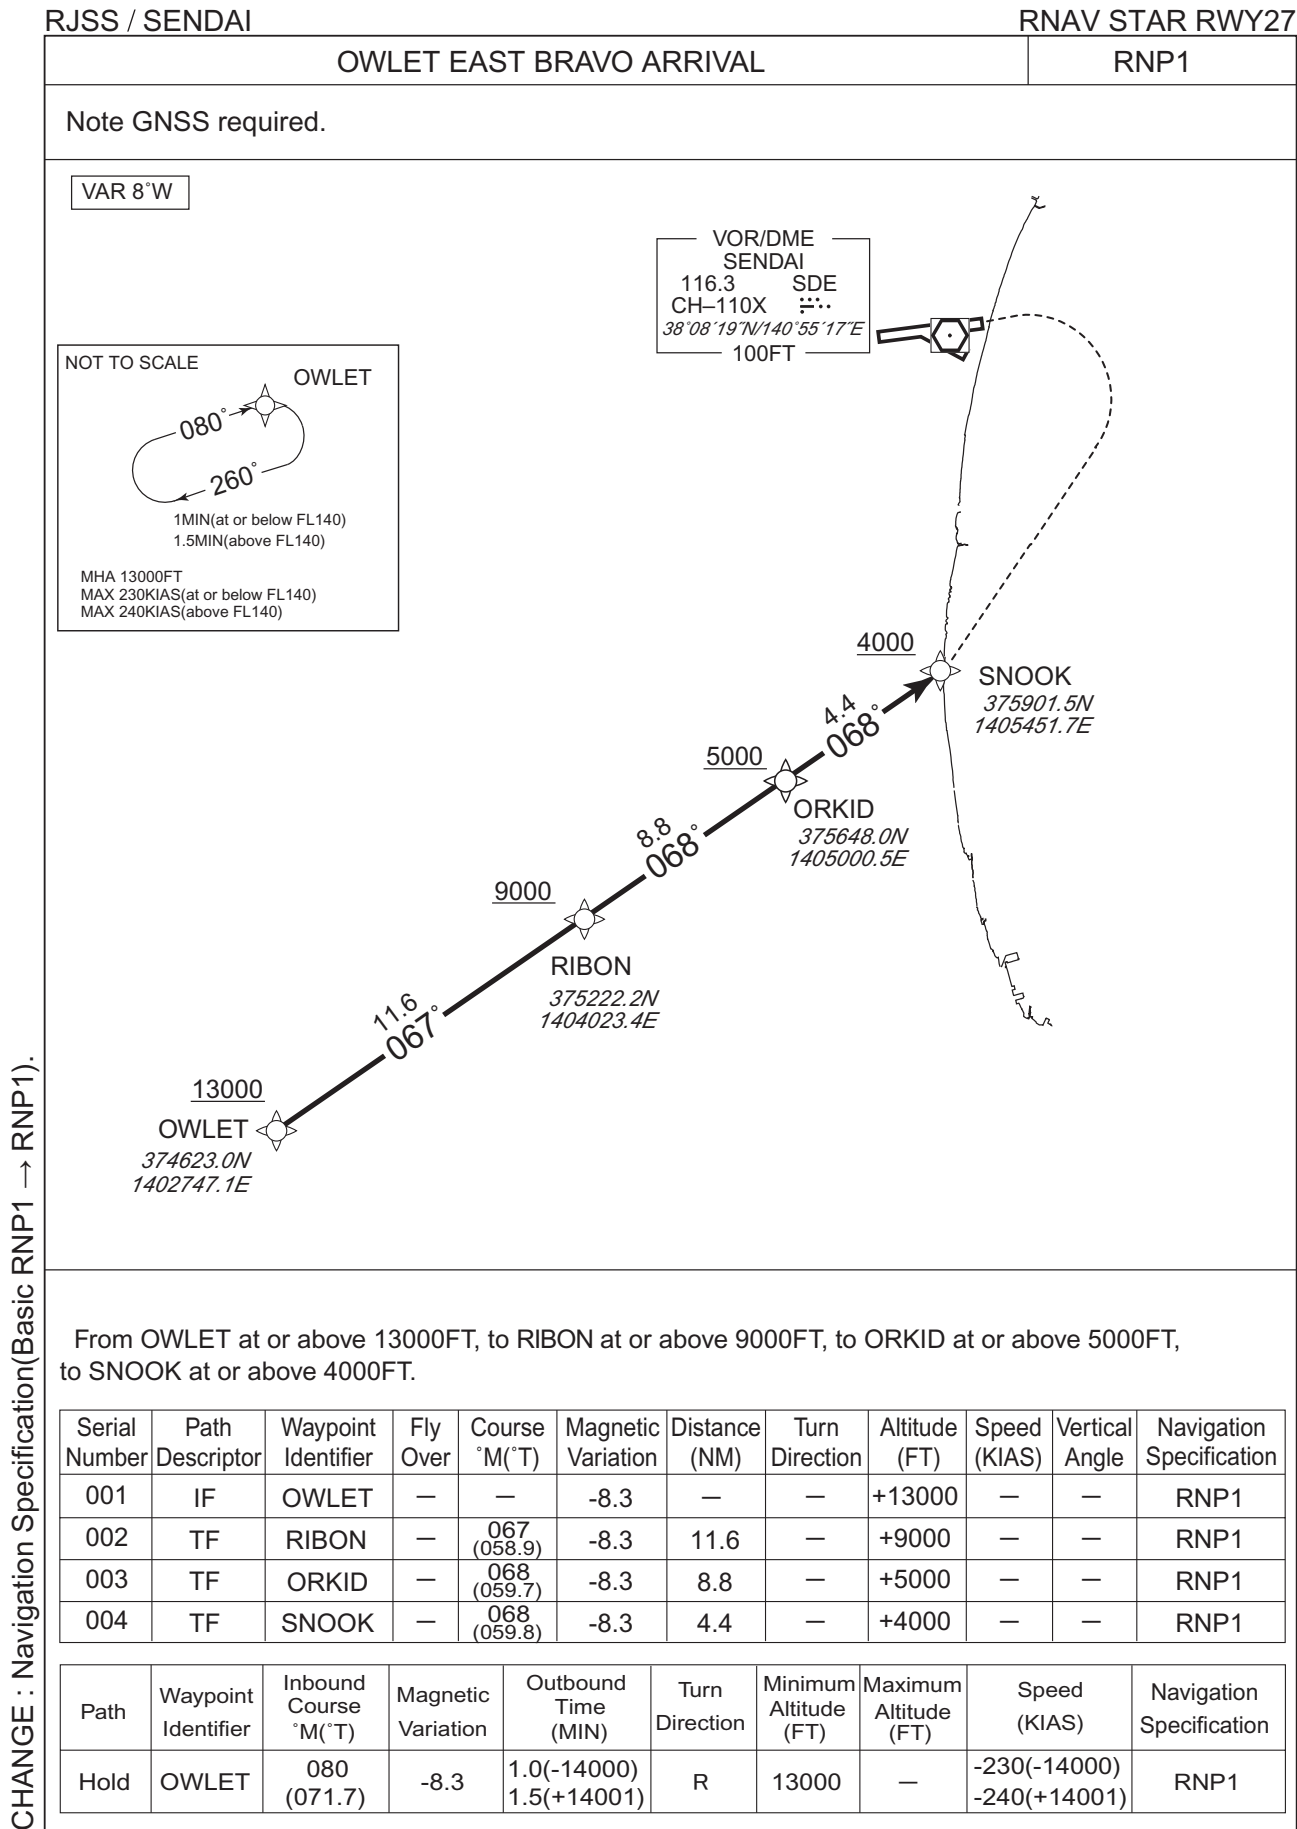 RJSS / SENDAI
RNAV STAR RWY27
OWLET EAST BRAVO ARRIVAL
RNP1
Note GNSS required.
VAR 8˚W
VOR/DME
SENDAI
116.3 SDE
CH–110X
38˚08´19˝N/140˚55´17˝E
100FT
NOT TO SCALE
OWLET
080˚
260˚
1MIN(at or below FL140)
1.5MIN(above FL140)
MHA 13000FT
MAX 230KIAS(at or below FL140)
MAX 240KIAS(above FL140)
4000
SNOOK
375901.5N
1405451.7E
4.4
068˚
5000
ORKID
375648.0N
1405000.5E
8.8
068˚
9000
RIBON
375222.2N
1404023.4E
11.6
067˚
13000
OWLET
374623.0N
1402747.1E
From OWLET at or above 13000FT, to RIBON at or above 9000FT, to ORKID at or above 5000FT,
to SNOOK at or above 4000FT.
Serial Path Waypoint Fly Course Magnetic Distance Turn Altitude Speed Vertical Navigation
Number Descriptor Identifier Over ˚M(˚T) Variation (NM) Direction (FT) (KIAS) Angle Specification
001 IF OWLET — — -8.3 — — +13000 — — RNP1
002 TF RIBON — 067 (058.9) -8.3 11.6 — +9000 — — RNP1
003 TF ORKID — 068 (059.7) -8.3 8.8 — +5000 — — RNP1
004 TF SNOOK — 068 (059.8) -8.3 4.4 — +4000 — — RNP1
Path Waypoint Identifier Inbound Course ˚M(˚T) Magnetic Variation Outbound Time (MIN) Turn Direction Minimum Altitude (FT) Maximum Altitude (FT) Speed (KIAS) Navigation Specification
Hold OWLET 080 (071.7) -8.3 1.0(-14000) 1.5(+14001) R 13000 — -230(-14000) -240(+14001) RNP1
CHANGE : Navigation Specification(Basic RNP1 → RNP1).